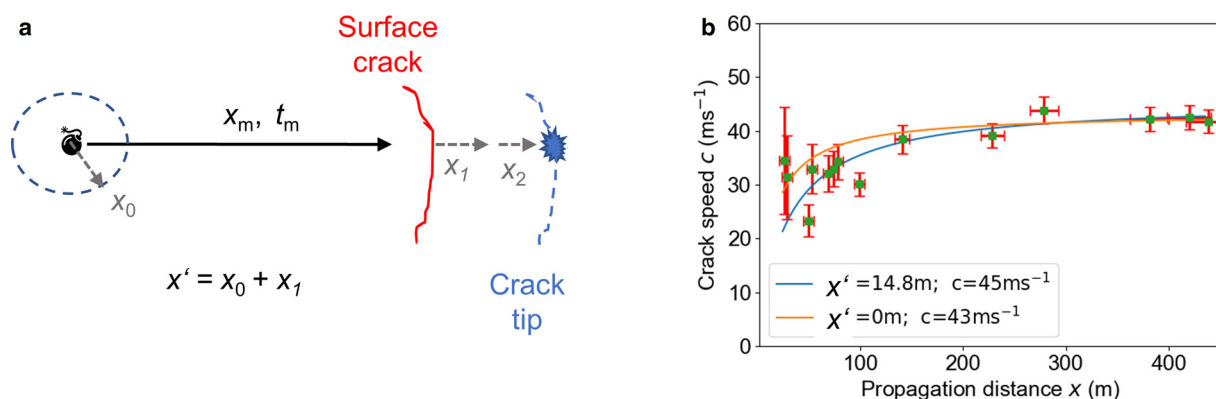 a
Surface
crack
xₘ, tₘ
x₁
x₂
x₀
x‘ = x₀ + x₁
Crack
tip
b
60
50
40
30
20
10
0
Crack speed c (ms⁻¹)
x‘ =14.8m; c=45ms⁻¹
x‘ =0m; c=43ms⁻¹
100
200
300
400
Propagation distance x (m)